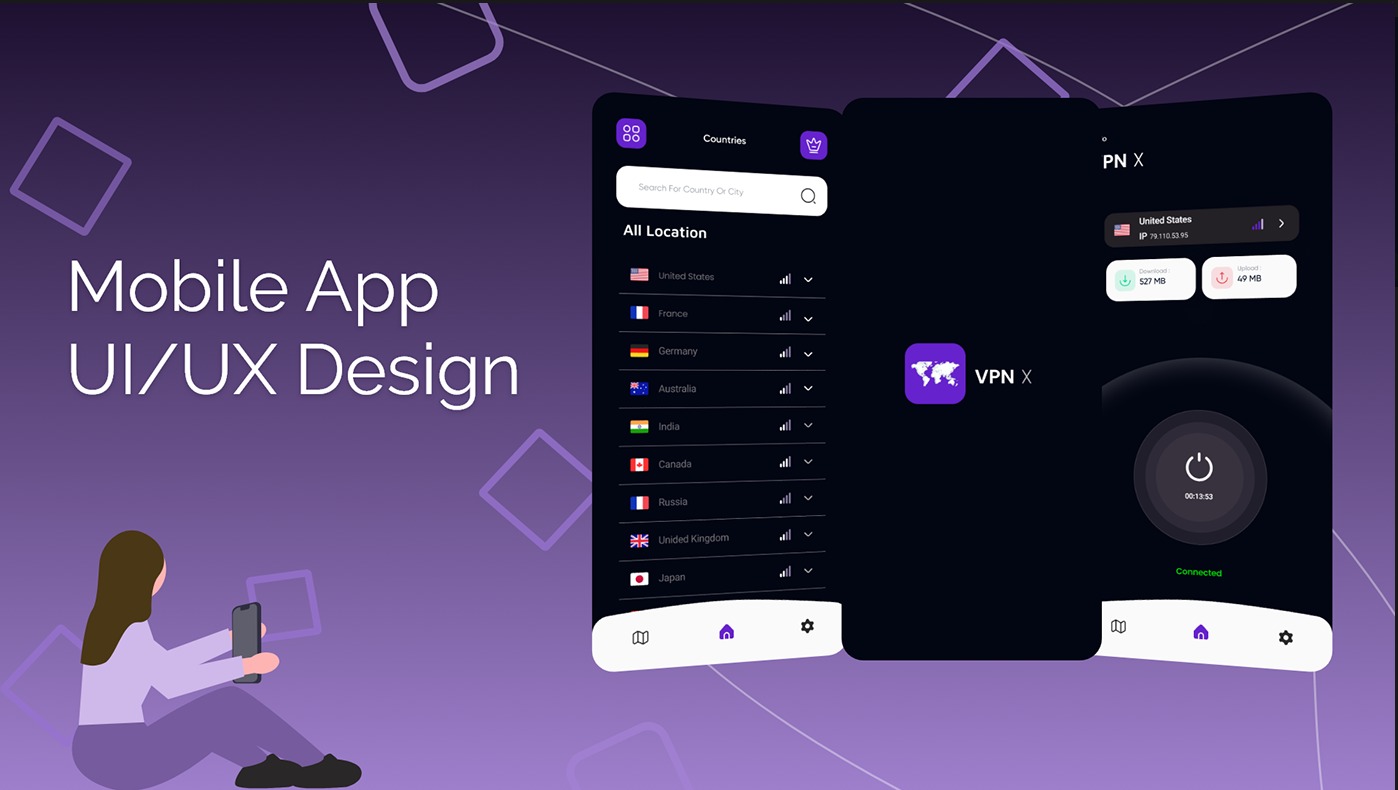 Mobile App
UI/UX Design
Countries
Search For Country Or City
All Location
United States
France
Germany
Australia
India
Canada
Russia
Unided Kingdom
Japan
VPN X
PN X
United States
IP 79.110.53.95
Download :
527 MB
Upload :
49 MB
00:13:53
Connected